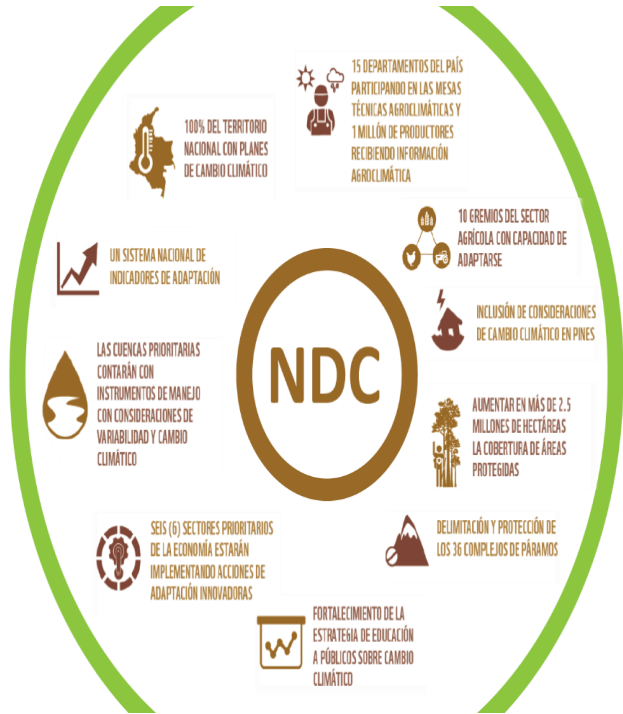 15 DEPARTAMENTOS DEL PAÍS
PARTICIPANDO EN LAS MESAS
TÉCNICAS AGROCLIMÁTICAS Y
1 MILLÓN DE PRODUCTORES
RECIBIENDO INFORMACIÓN
AGROCLIMÁTICA
100% DEL TERRITORIO
NACIONAL CON PLANES
DE CAMBIO CLIMÁTICO
10 GREMIOS DEL SECTOR
AGRÍCOLA CON CAPACIDAD DE
ADAPTARSE
UN SISTEMA NACIONAL DE
INDICADORES DE ADAPTACIÓN
INCLUSIÓN DE CONSIDERACIONES
DE CAMBIO CLIMÁTICO EN PINES
LAS CUENCAS PRIORITARIAS
CONTARÁN CON
INSTRUMENTOS DE MANEJO
CON CONSIDERACIONES DE
VARIABILIDAD Y CAMBIO
CLIMÁTICO
NDC
AUMENTAR EN MÁS DE 2.5
MILLONES DE HECTÁREAS
LA COBERTURA DE ÁREAS
PROTEGIDAS
SEIS (6) SECTORES PRIORITARIOS
DE LA ECONOMÍA ESTARÁN
IMPLEMENTANDO ACCIONES DE
ADAPTACIÓN INNOVADORAS
DELIMITACIÓN Y PROTECCIÓN DE
LOS 36 COMPLEJOS DE PÁRAMOS
FORTALECIMIENTO DE LA
ESTRATEGIA DE EDUCACIÓN
A PÚBLICOS SOBRE CAMBIO
CLIMÁTICO